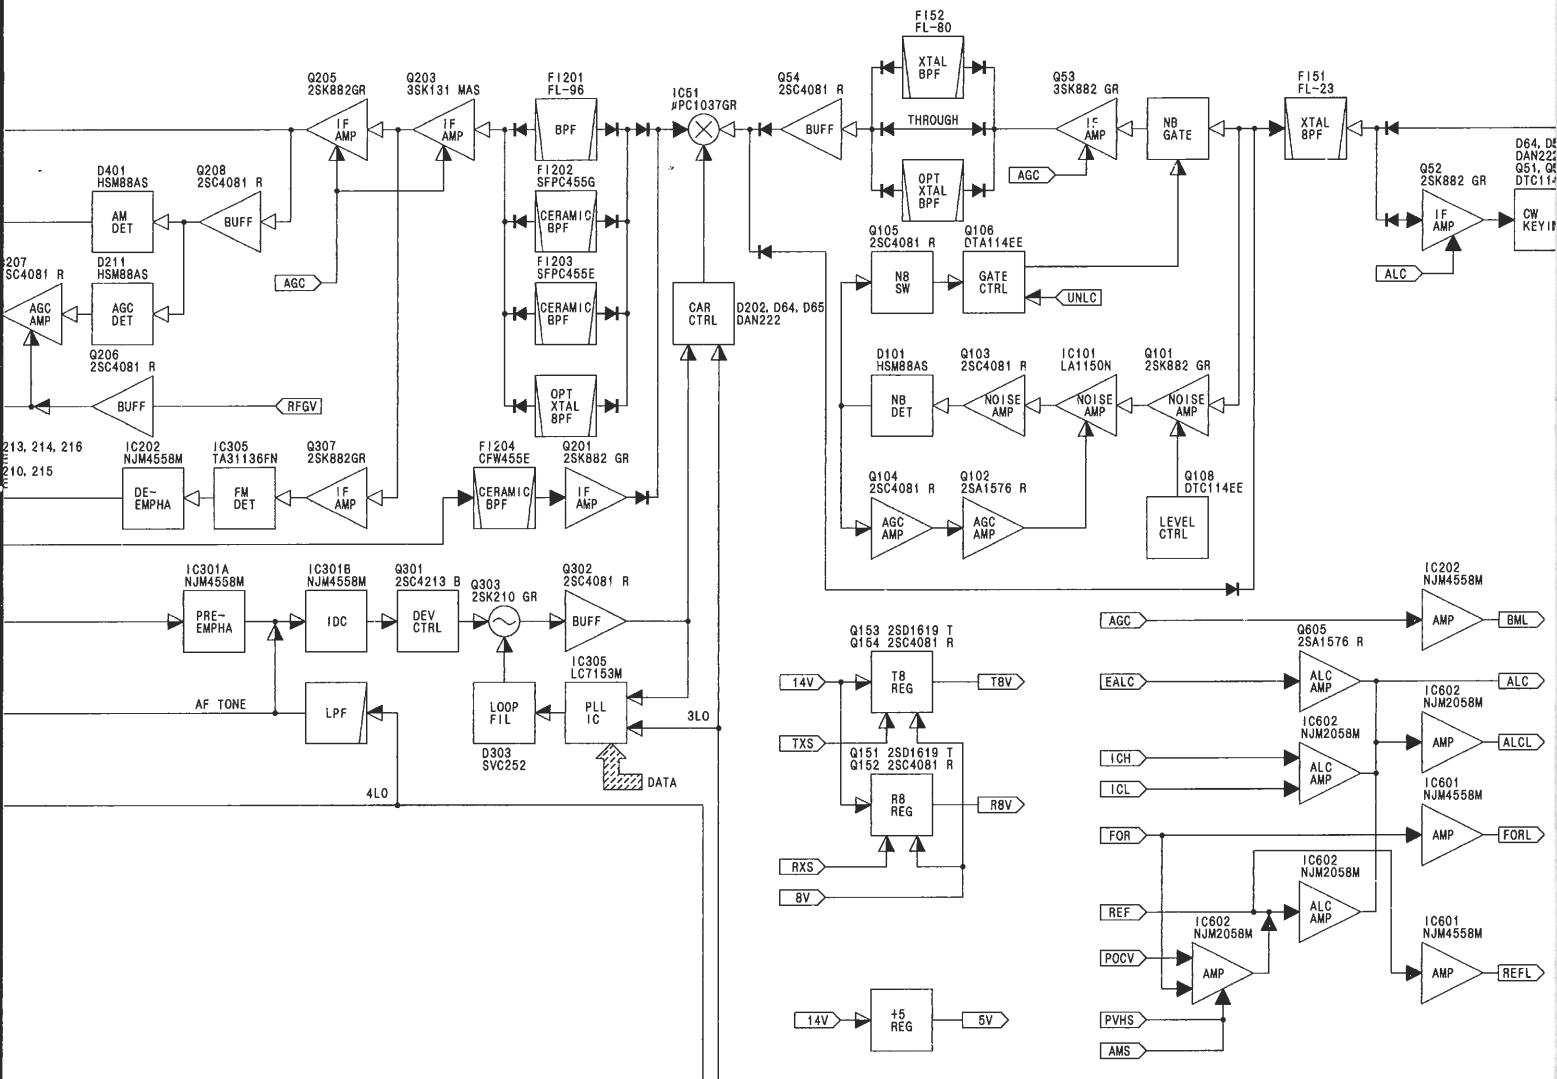 FI52
FL-80
XTAL
BPF
Q205
2SK882GR
IF
AMP
Q203
3SK131 MAS
IF
AMP
FI201
FL-96
BPF
IC51
µPC1037GR
Q54
2SC4081 R
BUFF
THROUGH
Q53
3SK882 GR
IF
AMP
NB
GATE
FI51
FL-23
XTAL
BPF
AGC
OPT
XTAL
BPF
D401
HSM88AS
AM
DET
Q208
2SC4081 R
BUFF
FI202
SFPC455G
CERAMIC
BPF
Q52
2SK882 GR
IF
AMP
D64, D5
DAN222
Q51, Q5
DTC114
CW
KEYIN
ALC
207
SC4081 R
AGC
AMP
D211
HSM88AS
AGC
DET
AGC
FI203
SFPC455E
CERAMIC
BPF
CAR
CTRL
D202, D64, D65
DAN222
Q105
2SC4081 R
NB
SW
Q106
DTA114EE
GATE
CTRL
UNLC
Q206
2SC4081 R
BUFF
RFGV
OPT
XTAL
BPF
D101
HSM88AS
NB
DET
Q103
2SC4081 R
NOISE
AMP
IC101
LA1150N
NOISE
AMP
Q101
2SK882 GR
NOISE
AMP
213, 214, 216
210, 215
IC202
NJM4558M
DE-
EMPHA
IC305
TA31136FN
FM
DET
Q307
2SK882GR
IF
AMP
FI204
CFW455E
CERAMIC
BPF
Q201
2SK882 GR
IF
AMP
Q104
2SC4081 R
AGC
AMP
Q102
2SA1576 R
AGC
AMP
Q108
DTC114EE
LEVEL
CTRL
IC301A
NJM4558M
PRE-
EMPHA
IC301B
NJM4558M
IDC
Q301
2SC4213 B
DEV
CTRL
Q303
2SK210 GR
Q302
2SC4081 R
BUFF
AF TONE
LPF
LOOP
FIL
D303
SVC252
IC305
LC7153M
PLL
IC
3LO
DATA
4LO
Q153 2SD1619 T
Q154 2SC4081 R
14V
T8
REG
T8V
TXS
Q151 2SD1619 T
Q152 2SC4081 R
R8
REG
R8V
RXS
8V
14V
+5
REG
5V
AGC
IC202
NJM4558M
AMP
BML
EALC
Q605
2SA1576 R
ALC
AMP
ALC
IC602
NJM2058M
AMP
ALCL
ICH
ICL
IC602
NJM2058M
ALC
AMP
FOR
IC601
NJM4558M
AMP
FORL
REF
IC602
NJM2058M
ALC
AMP
POCV
IC602
NJM2058M
AMP
IC601
NJM4558M
AMP
REFL
PVHS
AMS